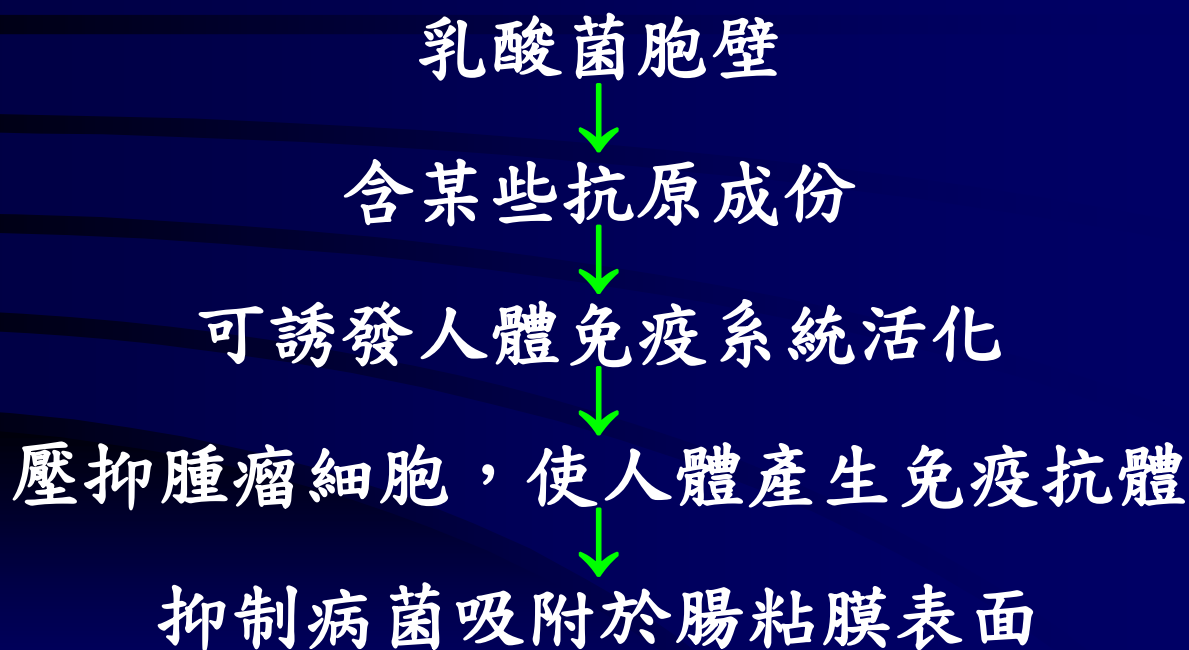 乳酸菌胞壁
含某些抗原成份
可誘發人體免疫系統活化
壓抑腫瘤細胞，使人體產生免疫抗體
抑制病菌吸附於腸粘膜表面